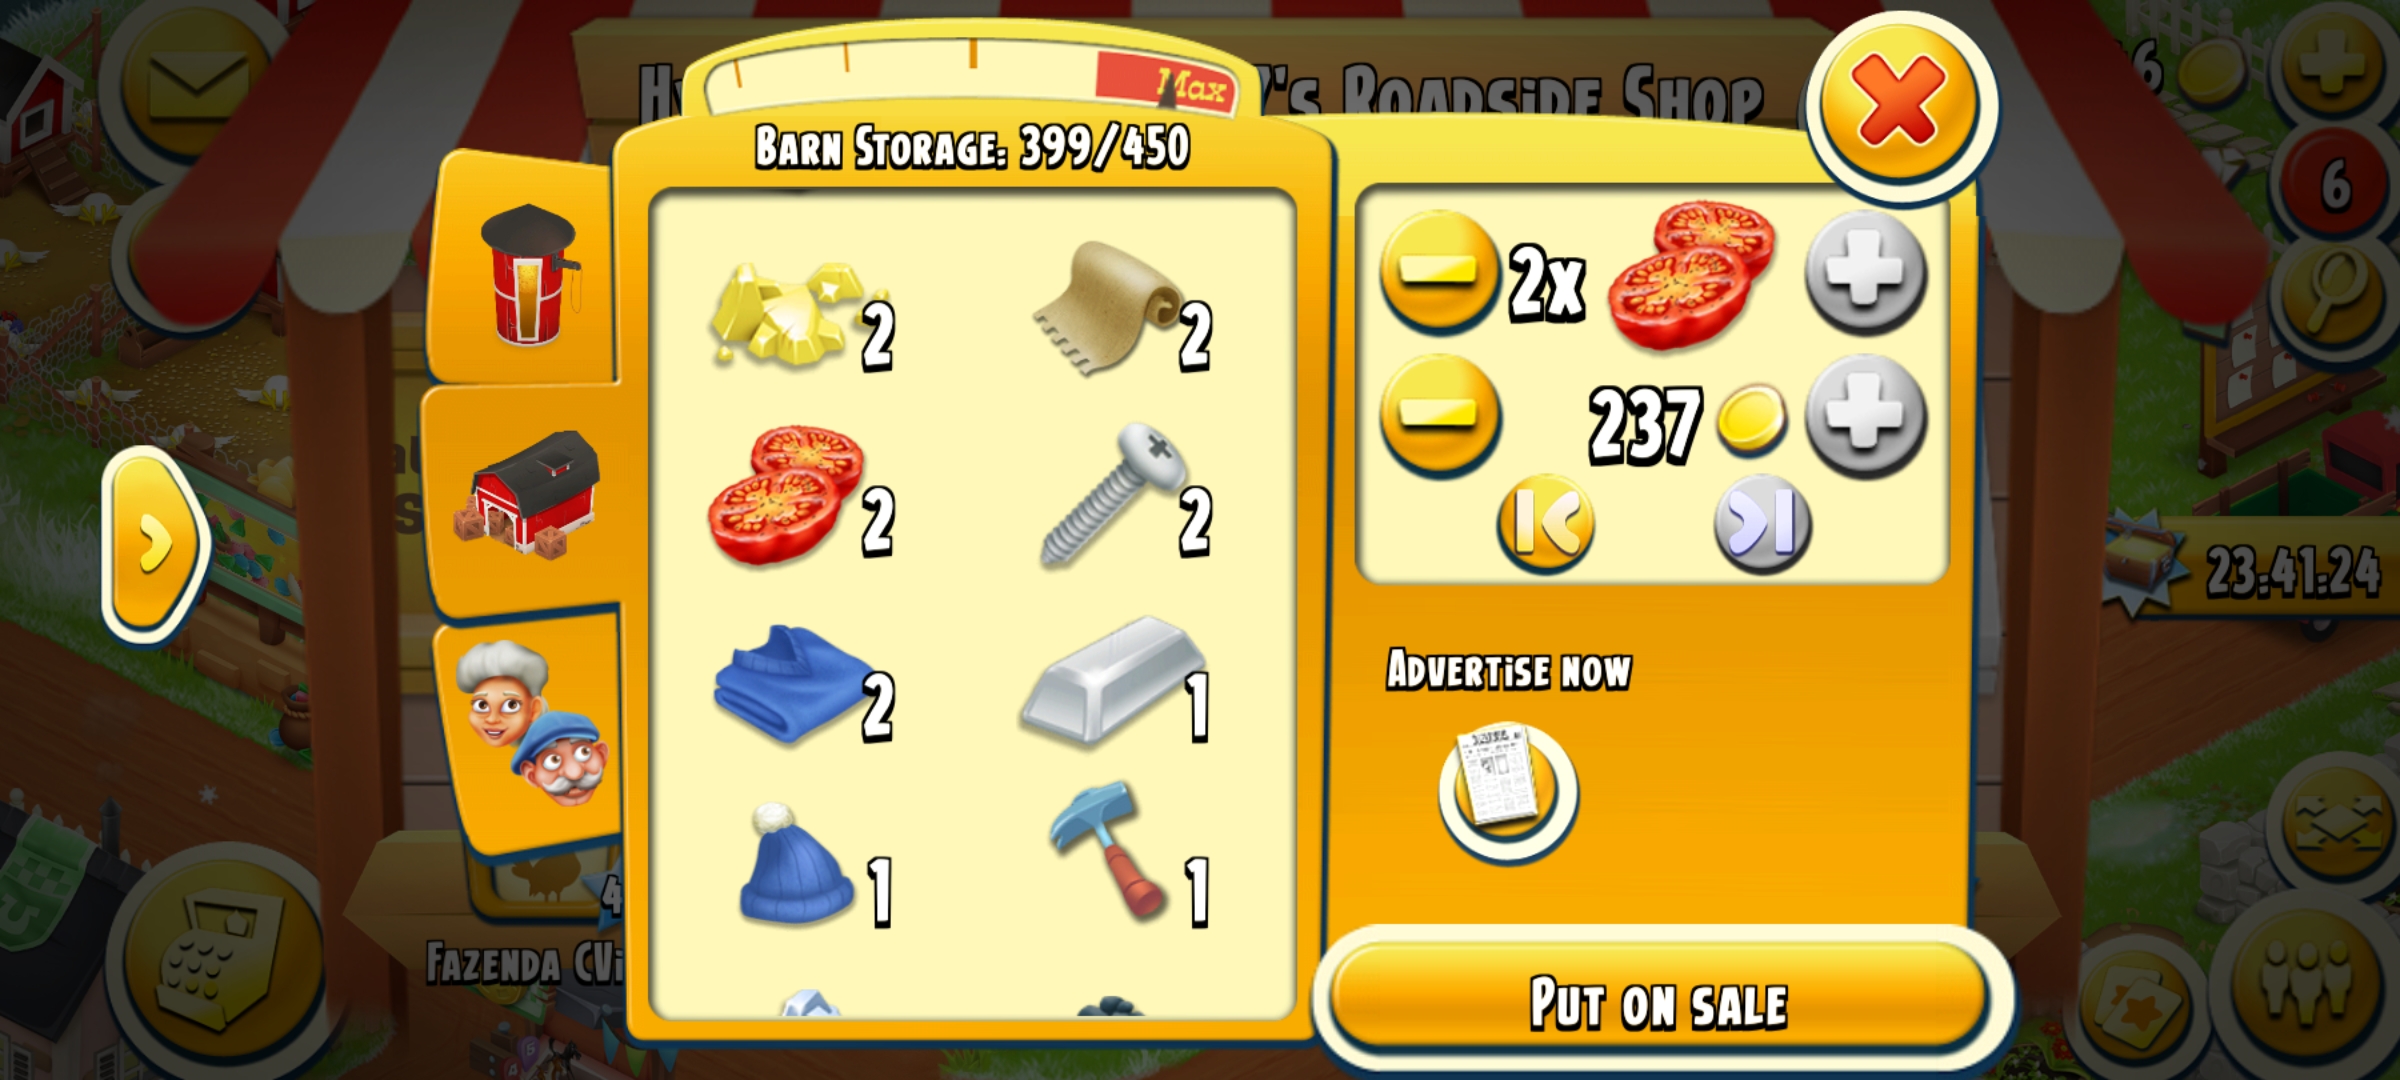 Max
'S ROADSIDE SHOP
BARN STORAGE: 399/450
6
2
2
2x
237
2
2
23:41:24
ADVERTISE NOW
2
1
1
1
FAZENDA
PUT ON SALE